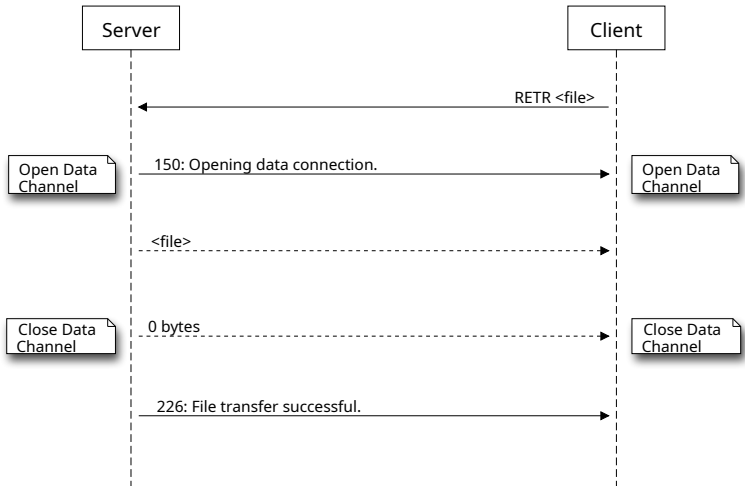 Server
Client
RETR <file>
Open Data
Channel
150: Opening data connection.
Open Data
Channel
<file>
Close Data
Channel
0 bytes
Close Data
Channel
226: File transfer successful.